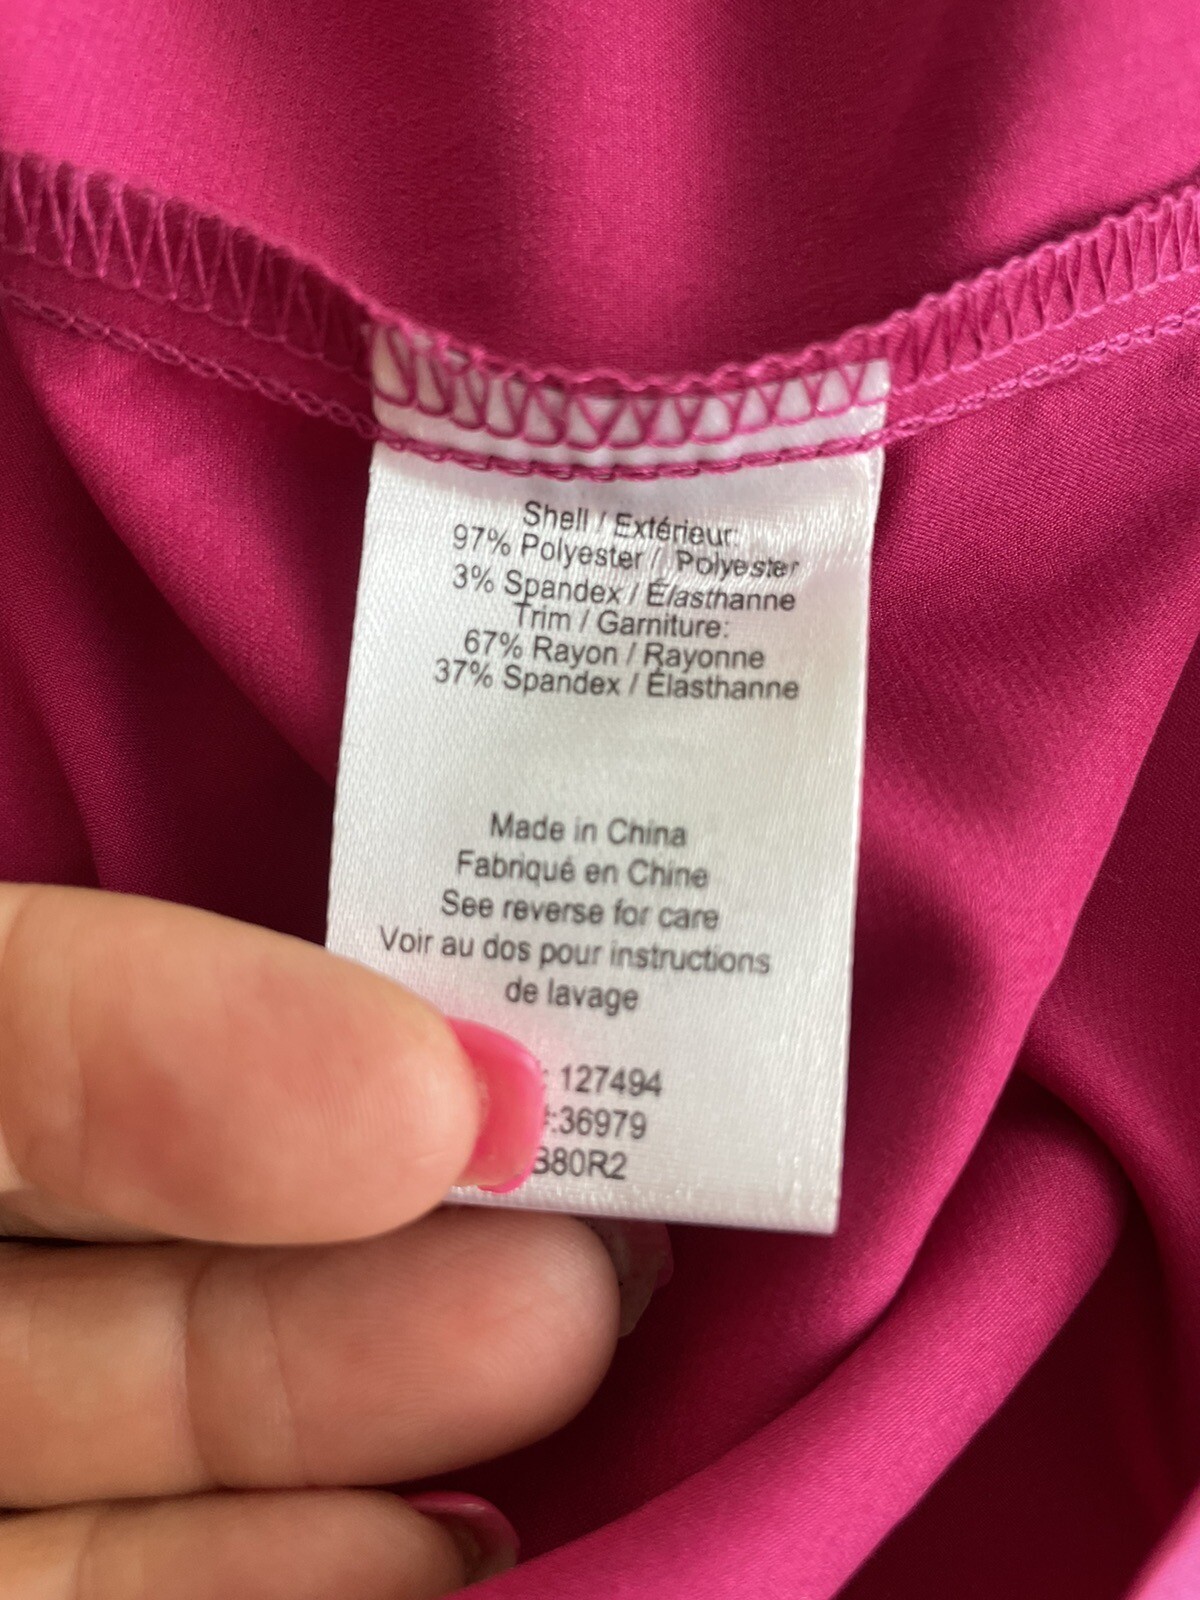 Shell / Extérieur:
97% Polyester / Polyester
3% Spandex / Élasthanne
Trim / Garniture:
67% Rayon / Rayonne
37% Spandex / Élasthanne
Made in China
Fabriqué en Chine
See reverse for care
Voir au dos pour instructions
de lavage
: 127494
#:36979
B80R2